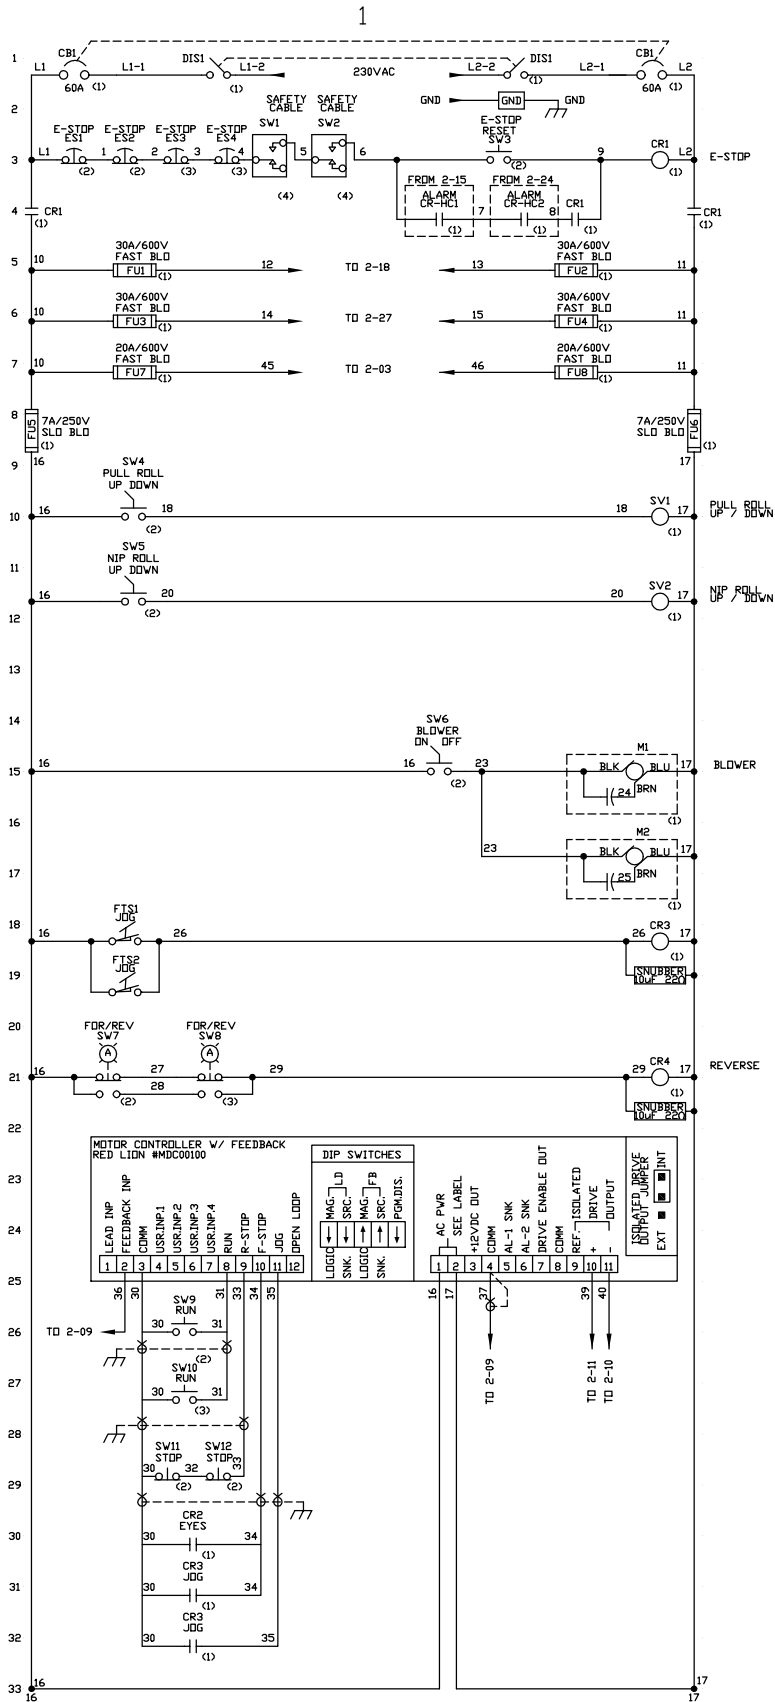 1
1
L1
CB1
60A
(1)
L1-1
DIS1
L1-2
(1)
230VAC
L2-2
DIS1
(1)
L2-1
CB1
60A
(1)
L2
2
GND
GND
GND
SAFETY
CABLE
SW1
SAFETY
CABLE
SW2
3
L1
E-STOP
ES1
(2)
1
E-STOP
ES2
(2)
2
E-STOP
ES3
(3)
3
E-STOP
ES4
(3)
4
5
6
(4)
(4)
E-STOP
RESET
SW3
(2)
9
CR1
(1)
L2
E-STOP
FROM 2-15
ALARM
CR-HC1
(1)
7
FROM 2-24
ALARM
CR-HC2
(1)
8
CR1
(1)
4
CR1
(1)
CR1
(1)
5
10
30A/600V
FAST BLO
FU1
(1)
12
TO 2-18
13
30A/600V
FAST BLO
FU2
(1)
11
6
10
30A/600V
FAST BLO
FU3
(1)
14
TO 2-27
15
30A/600V
FAST BLO
FU4
(1)
11
7
10
20A/600V
FAST BLO
FU7
(1)
45
TO 2-03
46
20A/600V
FAST BLO
FU8
(1)
11
8
FU5
7A/250V
SLO BLO
(1)
7A/250V
SLO BLO
FU6
(1)
9
16
17
SW4
PULL ROLL
UP DOWN
10
16
(2)
18
18
SV1
(1)
17
PULL ROLL
UP / DOWN
11
SW5
NIP ROLL
UP DOWN
16
(2)
20
20
SV2
(1)
17
NIP ROLL
UP / DOWN
12
13
14
SW6
BLOWER
ON OFF
15
16
16
(2)
23
M1
BLK
BLU
24
BRN
(1)
17
BLOWER
16
23
M2
BLK
BLU
25
BRN
(1)
17
17
18
16
FTS1
JOG
26
26
CR3
(1)
17
19
FTS2
JOG
SNUBBER
10uF 22Ω
20
FOR/REV
SW7
A
FOR/REV
SW8
A
21
16
27
28
(2)
(3)
29
29
CR4
(1)
17
REVERSE
SNUBBER
10uF 22Ω
22
MOTOR CONTROLLER W/ FEEDBACK
RED LION #MDC00100
DIP SWITCHES
23
LD
FB
MAG.
SRC.
MAG.
SRC.
PGM.DIS.
LOGIC
SNK.
LOGIC
SNK.
24
LEAD INP
FEEDBACK INP
COMM
USR.INP.1
USR.INP.2
USR.INP.3
USR.INP.4
RUN
R-STOP
F-STOP
JOG
OPEN LOOP
1 2 3 4 5 6 7 8 9 10 11 12
AC PWR
SEE LABEL
+12VDC OUT
COMM
AL-1 SNK
AL-2 SNK
DRIVE ENABLE OUT
COMM
REF.
+
-
ISOLATED
DRIVE
OUTPUT
1 2 3 4 5 6 7 8 9 10 11
ISOLATED DRIVE
OUTPUT JUMPER
EXT
INT
25
36
30
31
33
34
35
16
17
37
39
40
26
TO 2-09
SW9
RUN
30
31
(2)
TO 2-09
TO 2-11
TO 2-10
27
SW10
RUN
30
31
(3)
28
SW11
STOP
SW12
STOP
30
32
33
(2)
(2)
29
30
CR2
EYES
30
34
(1)
31
CR3
JOG
30
34
(1)
32
CR3
JOG
30
35
(1)
33
16
17
16
17